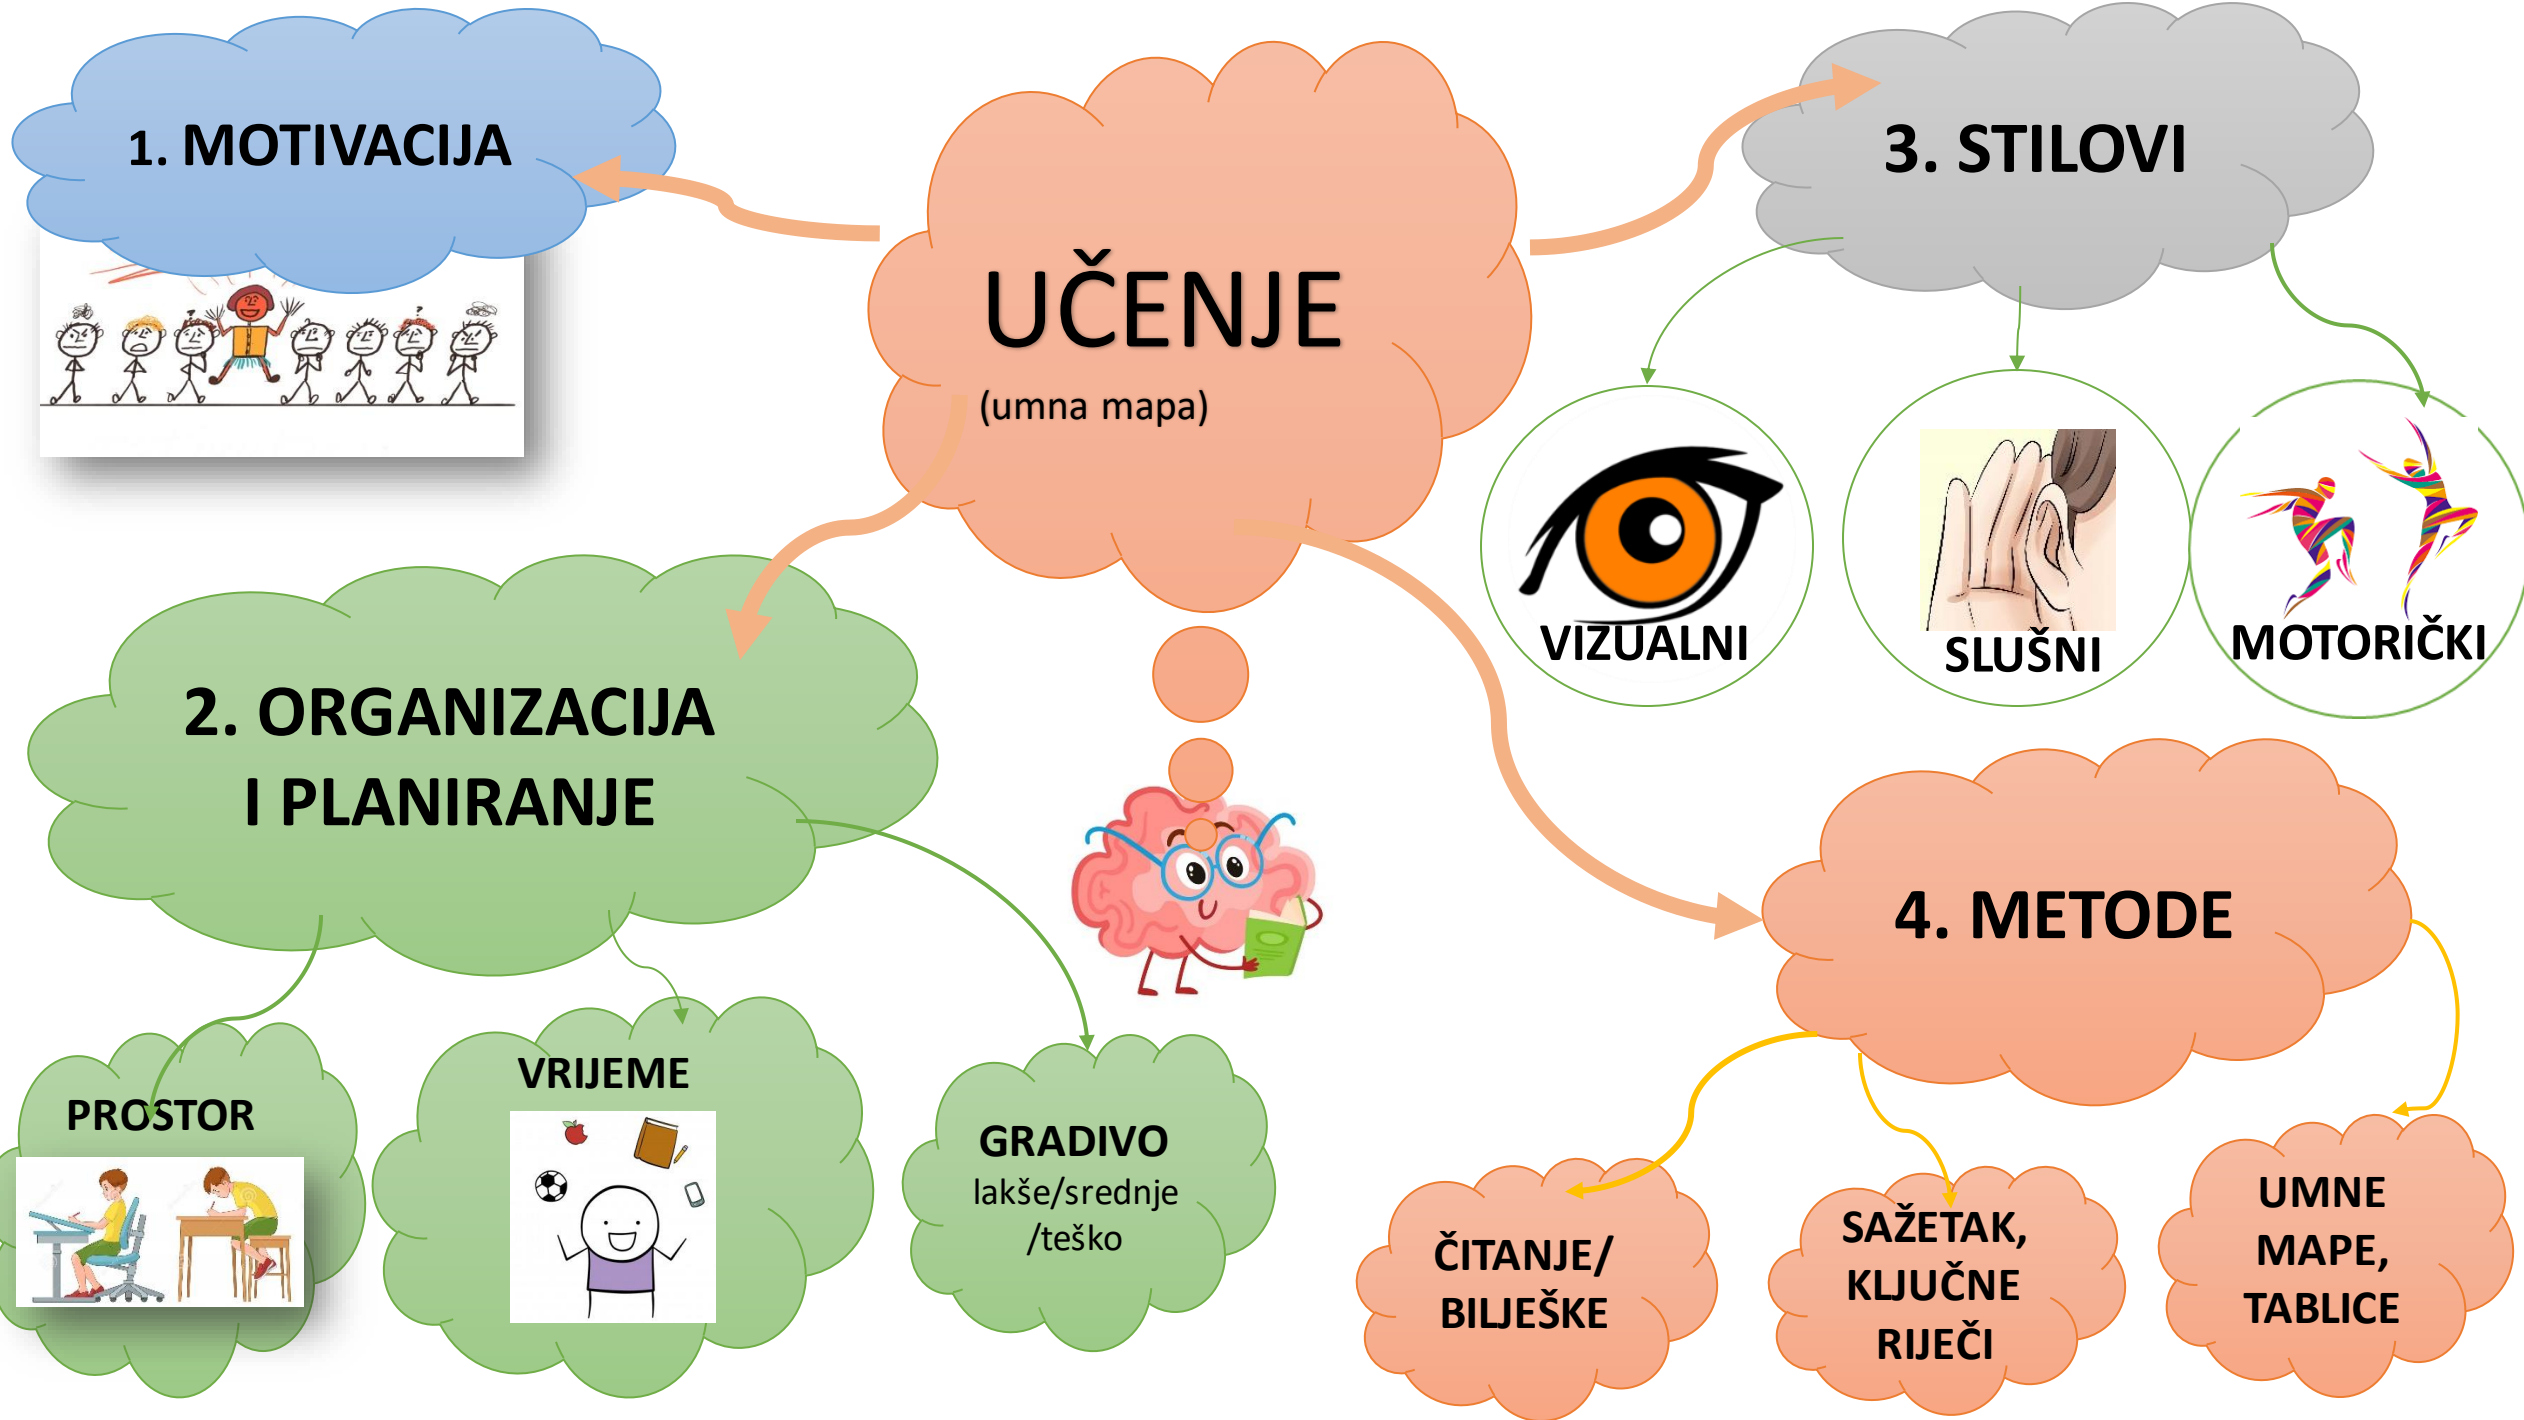 1. MOTIVACIJA
UČENJE
(umna mapa)
3. STILOVI
VIZUALNI
SLUŠNI
MOTORIČKI
2. ORGANIZACIJA
I PLANIRANJE
PROSTOR
VRIJEME
GRADIVO
lakše/srednje
/teško
4. METODE
ČITANJE/
BILJEŠKE
SAŽETAK,
KLJUČNE
RIJEČI
UMNE
MAPE,
TABLICE